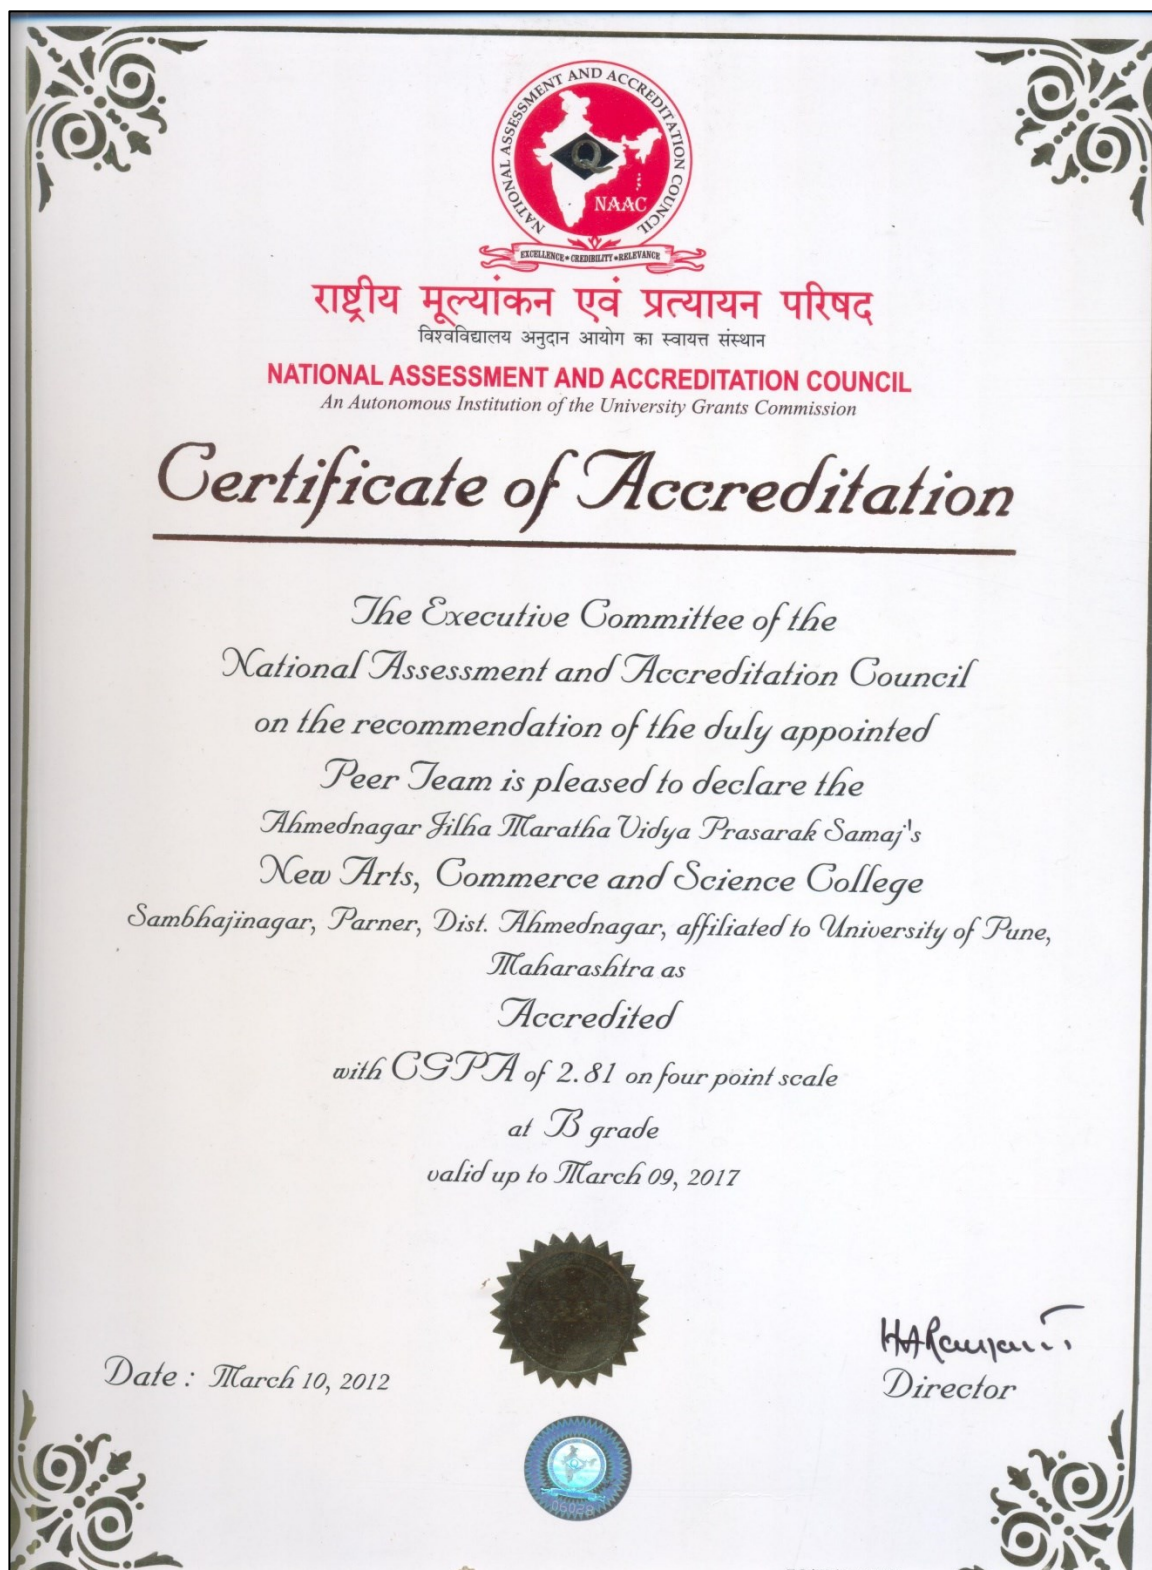 NATIONAL ASSESSMENT AND ACCREDITATION COUNCIL
Q
NAAC
EXCELLENCE • CREDIBILITY • RELEVANCE
राष्ट्रीय मूल्यांकन एवं प्रत्यायन परिषद
विश्वविद्यालय अनुदान आयोग का स्वायत्त संस्थान
NATIONAL ASSESSMENT AND ACCREDITATION COUNCIL
An Autonomous Institution of the University Grants Commission
Certificate of Accreditation
The Executive Committee of the
National Assessment and Accreditation Council
on the recommendation of the duly appointed
Peer Team is pleased to declare the
Ahmednagar Jilha Maratha Vidya Prasarak Samaj's
New Arts, Commerce and Science College
Sambhajinagar, Parner, Dist. Ahmednagar, affiliated to University of Pune,
Maharashtra as
Accredited
with CGPA of 2.81 on four point scale
at B grade
valid up to March 09, 2017
Date : March 10, 2012
Director